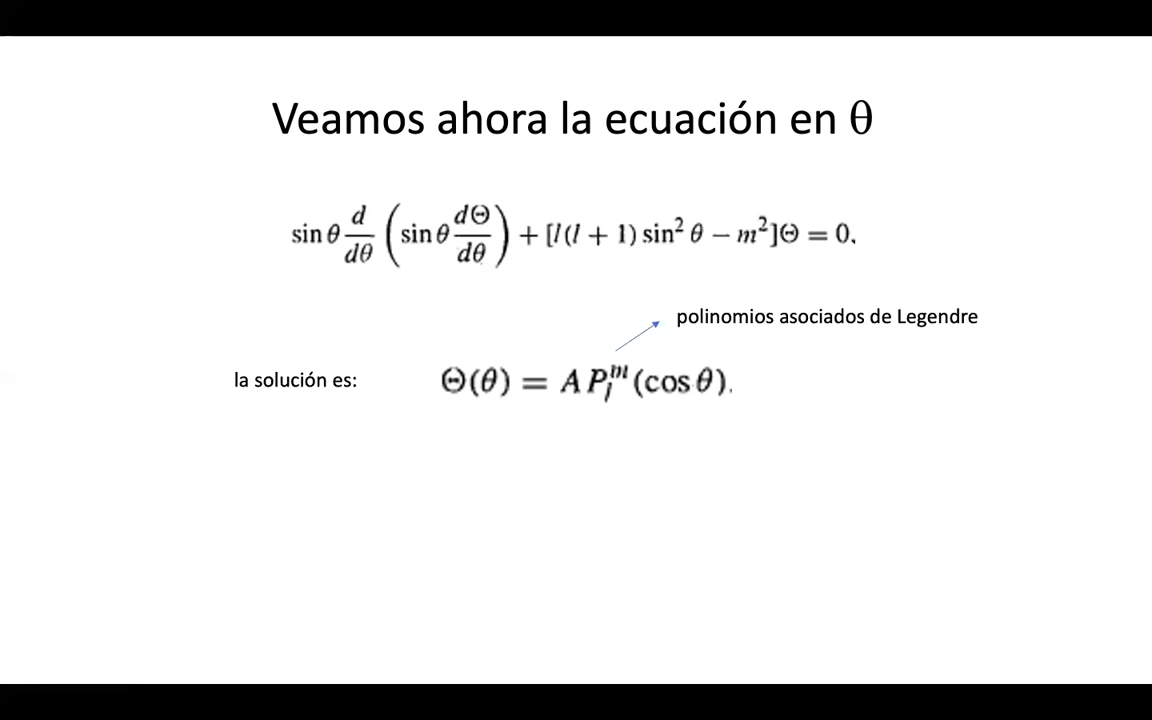 Veamos ahora la ecuación en θ
sin θ d/dθ (sin θ dΘ/dθ) + [l(l + 1) sin² θ − m²]Θ = 0.
polinomios asociados de Legendre
la solución es: Θ(θ) = A P_l^m (cos θ).